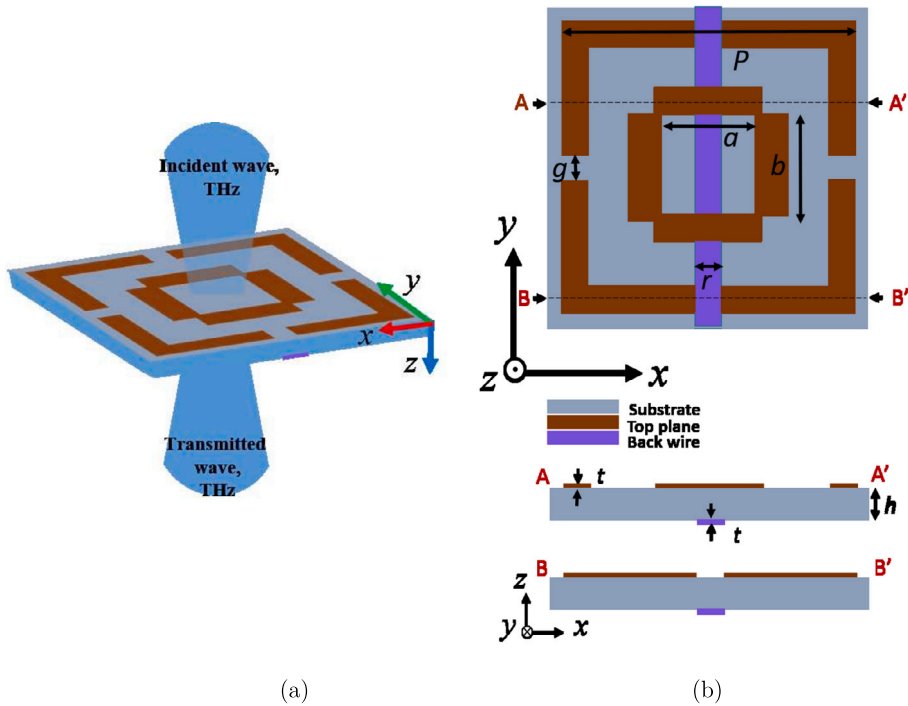 Incident wave,
THz
y
x
z
Transmitted
wave,
THz
(a)
P
A A'
a
g b
r
B B'
y
z x
Substrate
Top plane
Back wire
A t A'
h
t
B B'
z
y x
(b)